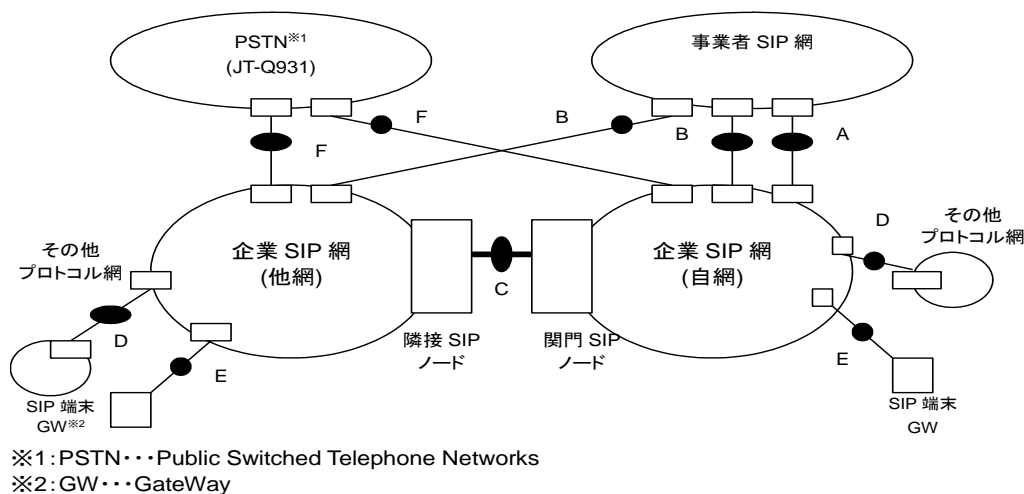 PSTN※1
(JT-Q931)
事業者 SIP 網
F
B
F
B
A
企業 SIP 網
(他網)
企業 SIP 網
(自網)
C
D
その他
プロトコル網
その他
プロトコル網
D
E
E
隣接 SIP
ノード
関門 SIP
ノード
SIP 端末
GW※2
SIP 端末
GW
※1:PSTN・・・Public Switched Telephone Networks
※2:GW・・・GateWay